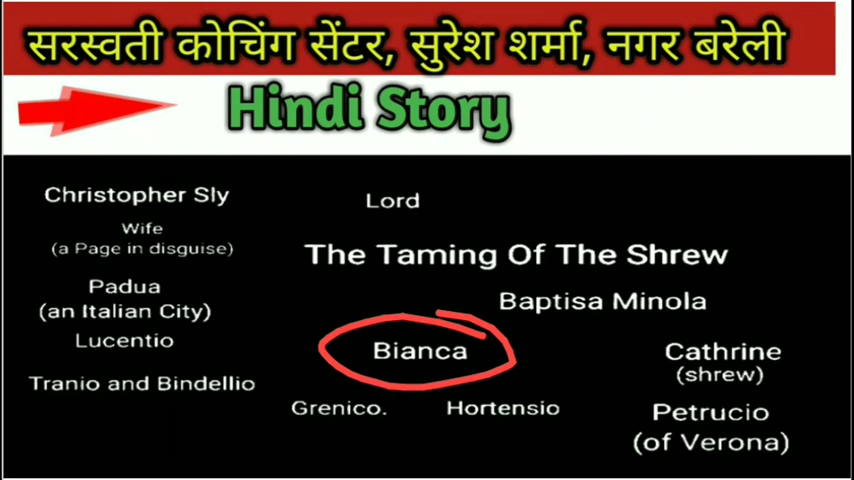 सरस्वती कोचिंग सेंटर, सुरेश शर्मा, नगर बरेली
Hindi Story
Christopher Sly
Lord
Wife
(a Page in disguise)
The Taming Of The Shrew
Padua
(an Italian City)
Baptisa Minola
Lucentio
Bianca
Cathrine
(shrew)
Tranio and Bindellio
Grenico.
Hortensio
Petrucio
(of Verona)